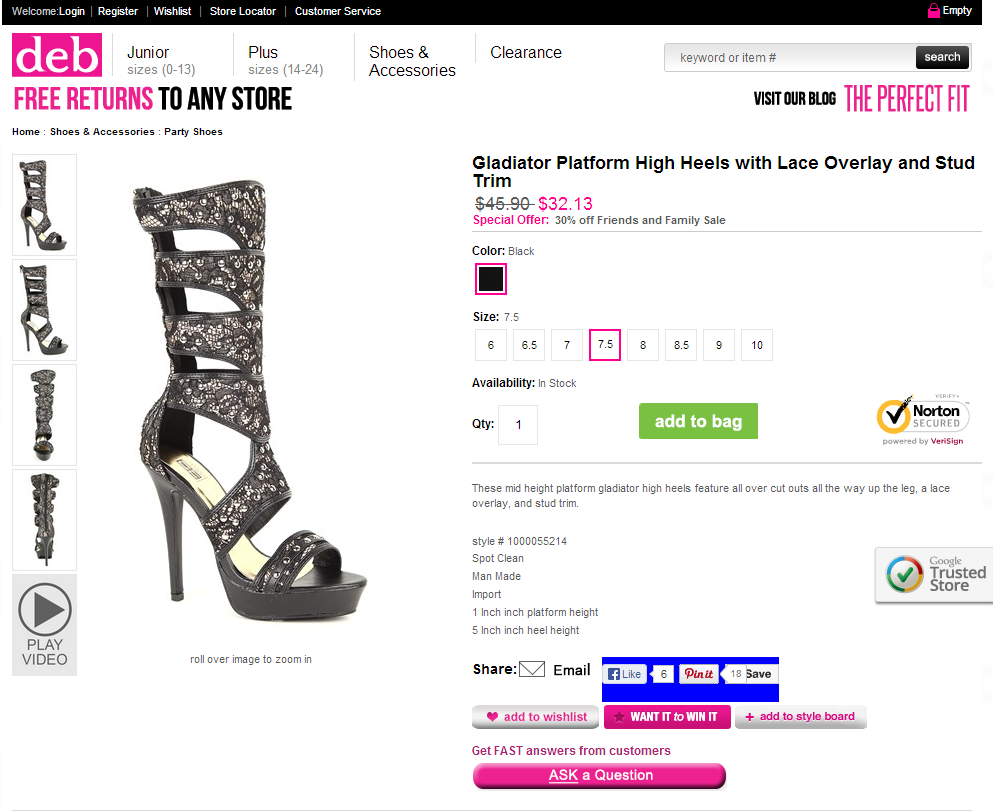 Welcome:Login | Register | Wishlist | Store Locator | Customer Service
Empty
deb
Junior
sizes (0-13)
Plus
sizes (14-24)
Shoes &
Accessories
Clearance
keyword or item #
search
FREE RETURNS TO ANY STORE
VISIT OUR BLOG THE PERFECT FIT
Home : Shoes & Accessories : Party Shoes
Gladiator Platform High Heels with Lace Overlay and Stud
Trim
$45.90 $32.13
Special Offer: 30% off Friends and Family Sale
Color: Black
Size: 7.5
6 6.5 7 7.5 8 8.5 9 10
Availability: In Stock
Qty: 1
add to bag
VERIFY+
Norton
SECURED
powered by VeriSign
These mid height platform gladiator high heels feature all over cut outs all the way up the leg, a lace
overlay, and stud trim.
style # 1000055214
Spot Clean
Man Made
Import
1 Inch inch platform height
5 Inch inch heel height
Google
Trusted
Store
PLAY
VIDEO
roll over image to zoom in
Share: Email
Like 6 Pin it 18 Save
add to wishlist
WANT IT to WIN IT
+ add to style board
Get FAST answers from customers
ASK a Question